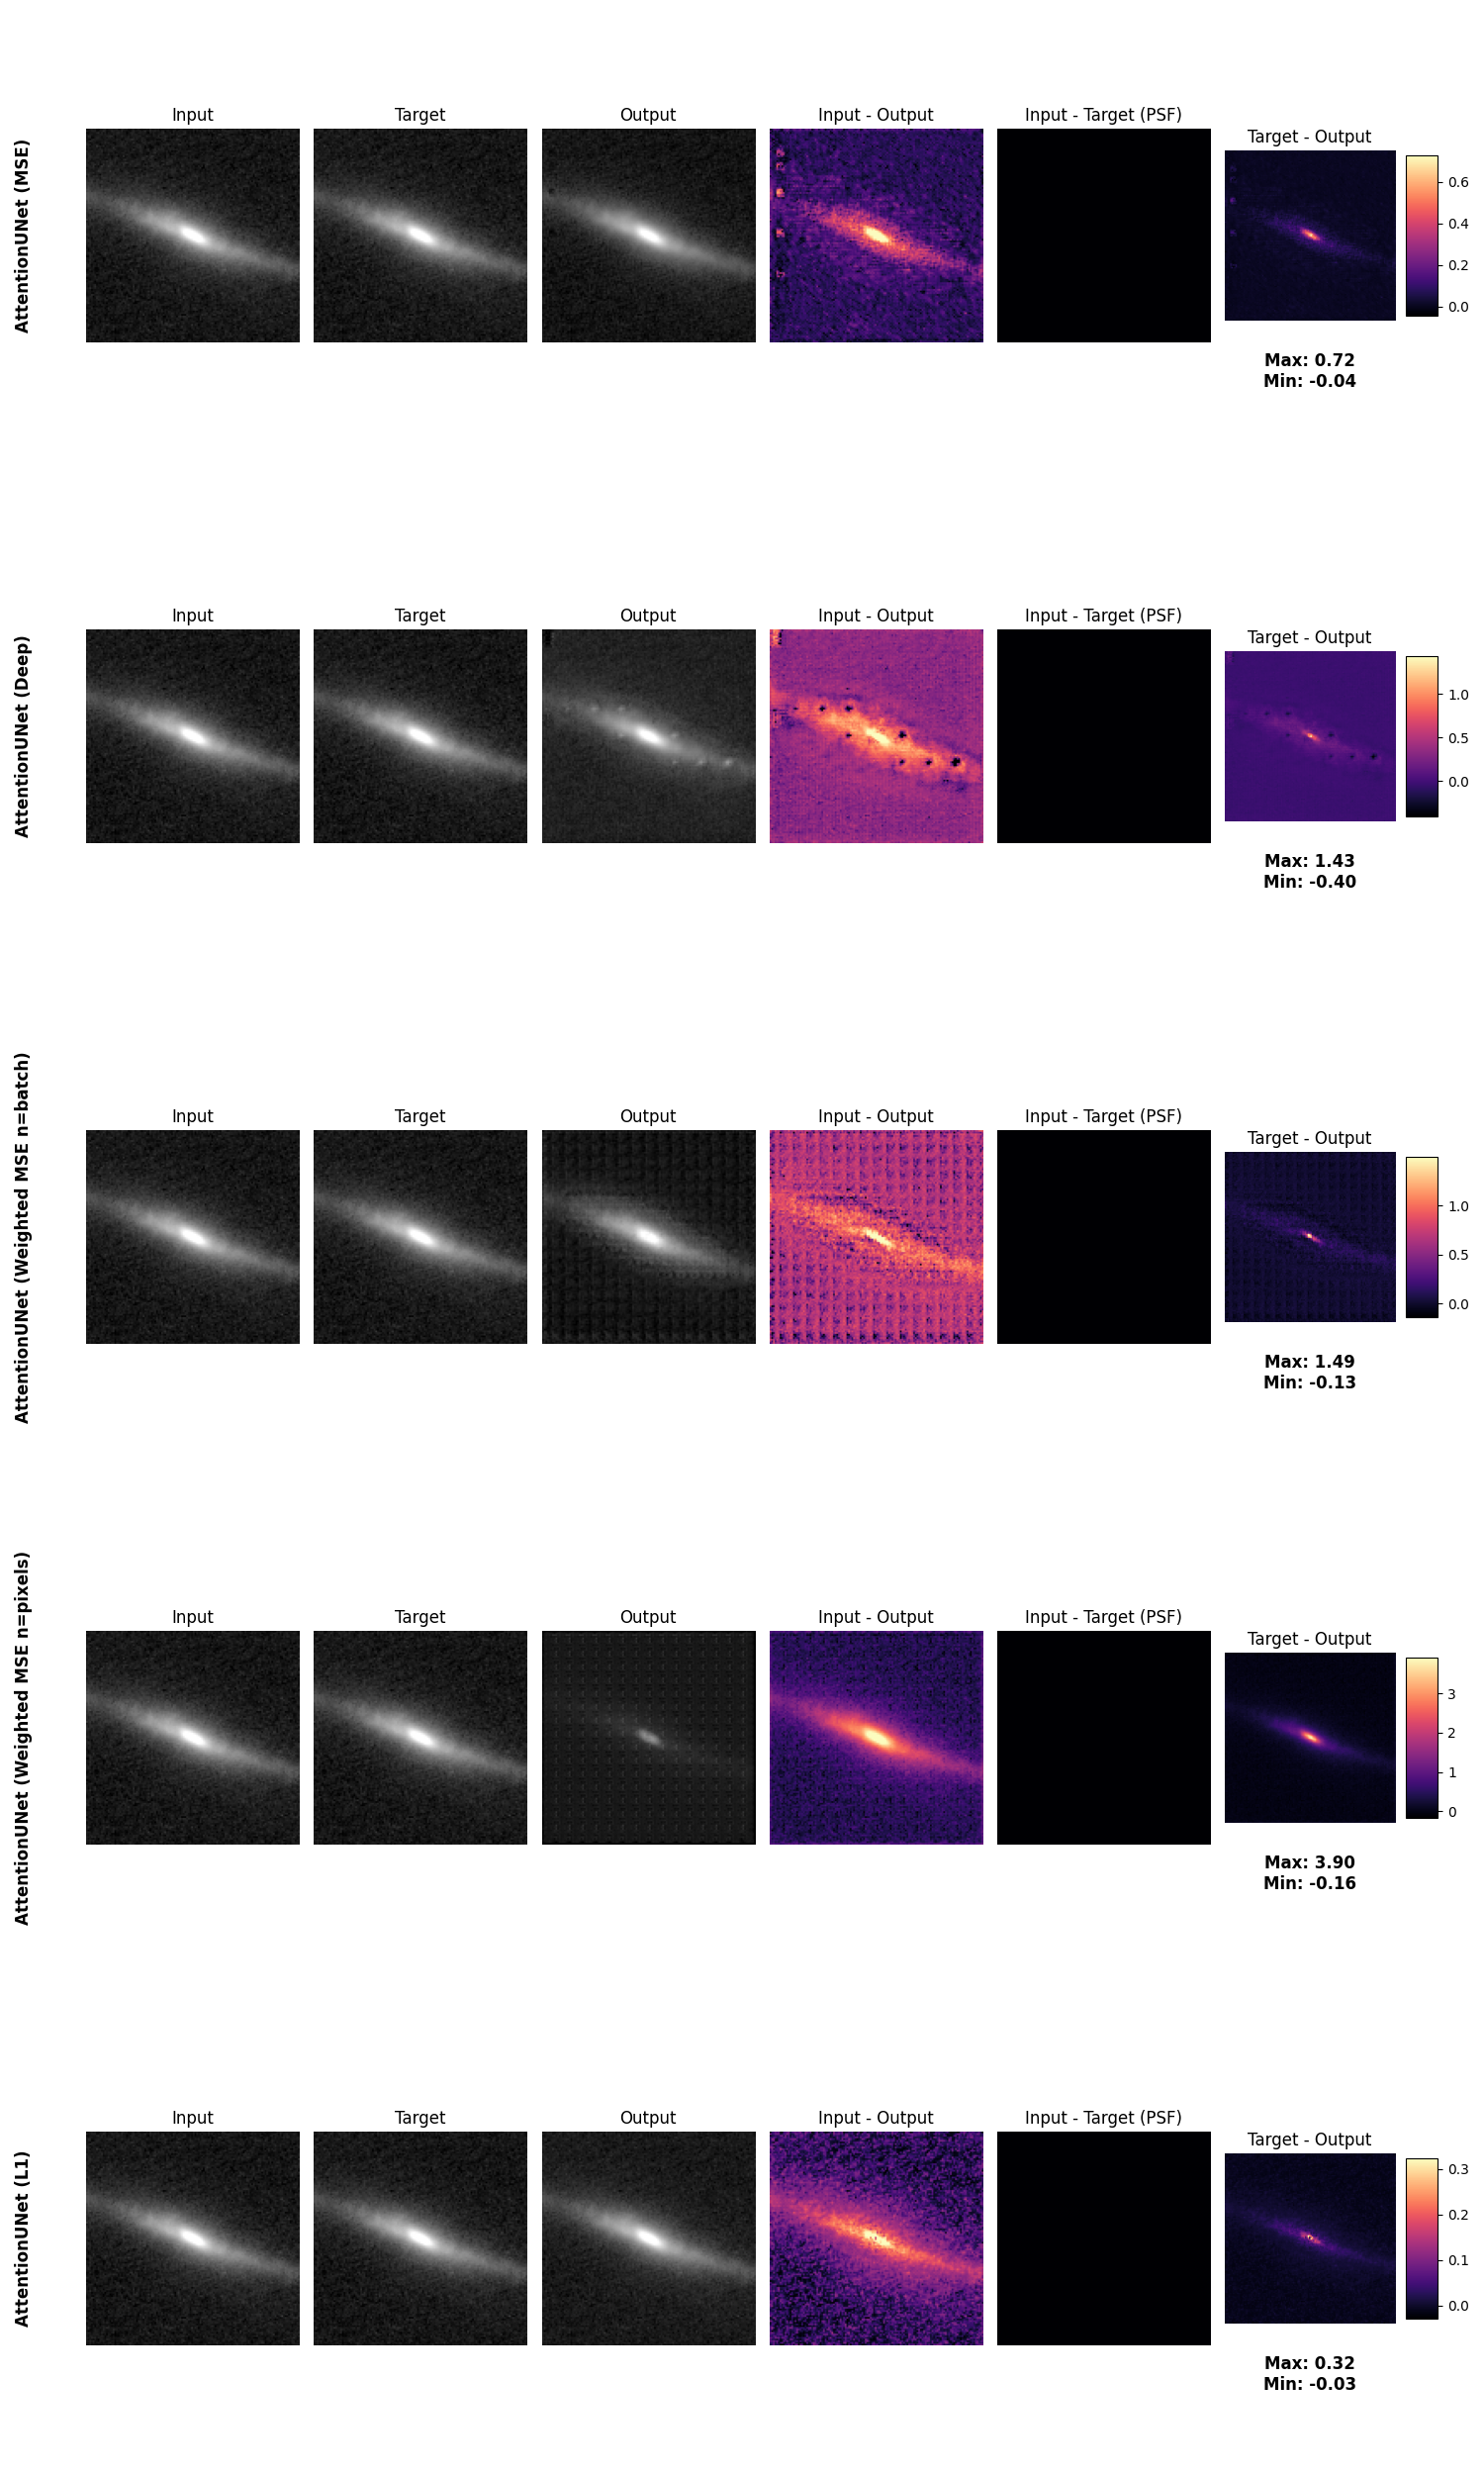 AttentionUNet (MSE)
Input
Target
Output
Input - Output
Input - Target (PSF)
Target - Output
0.6
0.4
0.2
0.0
Max: 0.72
Min: -0.04
AttentionUNet (Deep)
Input
Target
Output
Input - Output
Input - Target (PSF)
Target - Output
1.0
0.5
0.0
Max: 1.43
Min: -0.40
AttentionUNet (Weighted MSE n=batch)
Input
Target
Output
Input - Output
Input - Target (PSF)
Target - Output
1.0
0.5
0.0
Max: 1.49
Min: -0.13
AttentionUNet (Weighted MSE n=pixels)
Input
Target
Output
Input - Output
Input - Target (PSF)
Target - Output
3
2
1
0
Max: 3.90
Min: -0.16
AttentionUNet (L1)
Input
Target
Output
Input - Output
Input - Target (PSF)
Target - Output
0.3
0.2
0.1
0.0
Max: 0.32
Min: -0.03